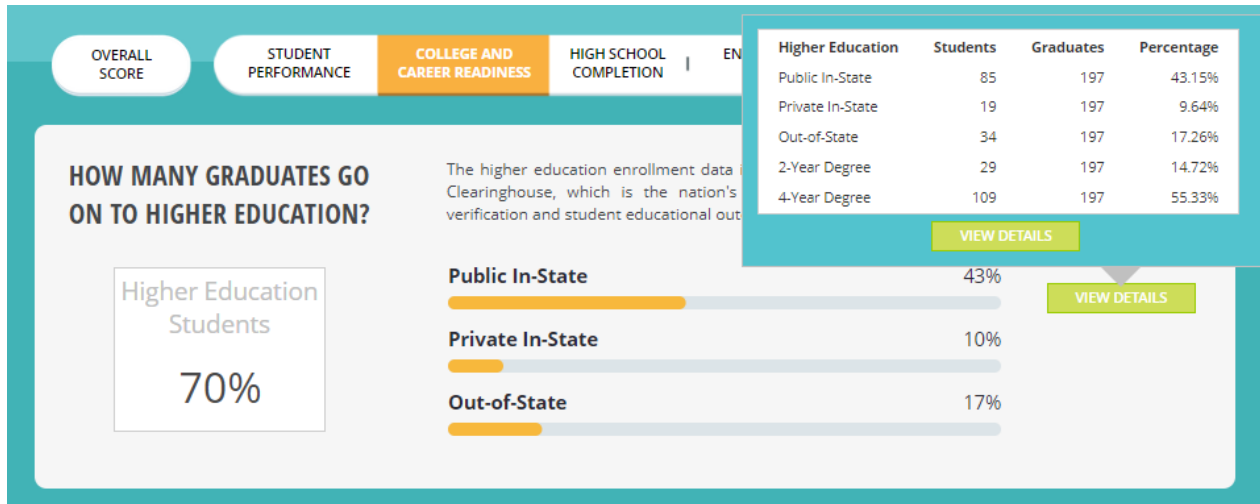 OVERALL
SCORE
STUDENT
PERFORMANCE
COLLEGE AND
CAREER READINESS
HIGH SCHOOL
COMPLETION
EN
Higher Education Students Graduates Percentage
Public In-State 85 197 43.15%
Private In-State 19 197 9.64%
Out-of-State 34 197 17.26%
2-Year Degree 29 197 14.72%
4-Year Degree 109 197 55.33%
VIEW DETAILS
HOW MANY GRADUATES GO
ON TO HIGHER EDUCATION?
The higher education enrollment data
Clearinghouse, which is the nation's
verification and student educational
Higher Education
Students
70%
Public In-State 43%
Private In-State 10%
Out-of-State 17%
VIEW DETAILS